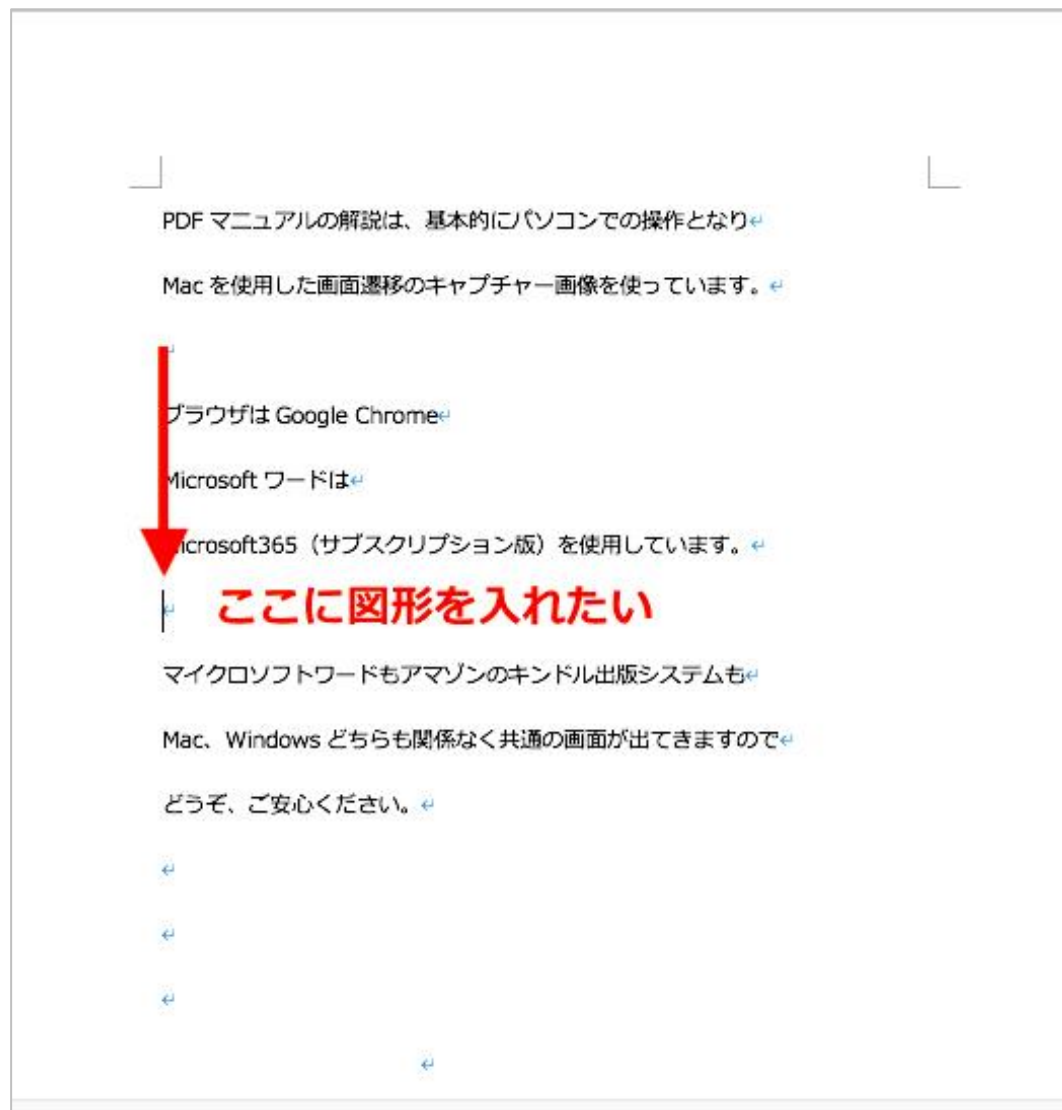 PDF マニュアルの解説は、基本的にパソコンでの操作となり
Mac を使用した画面遷移のキャプチャー画像を使っています。
ブラウザは Google Chrome
Microsoft ワードは
Microsoft365（サブスクリプション版）を使用しています。
ここに図形を入れたい
マイクロソフトワードもアマゾンのキンドル出版システムも
Mac、Windows どちらも関係なく共通の画面が出てきますので
どうぞ、ご安心ください。